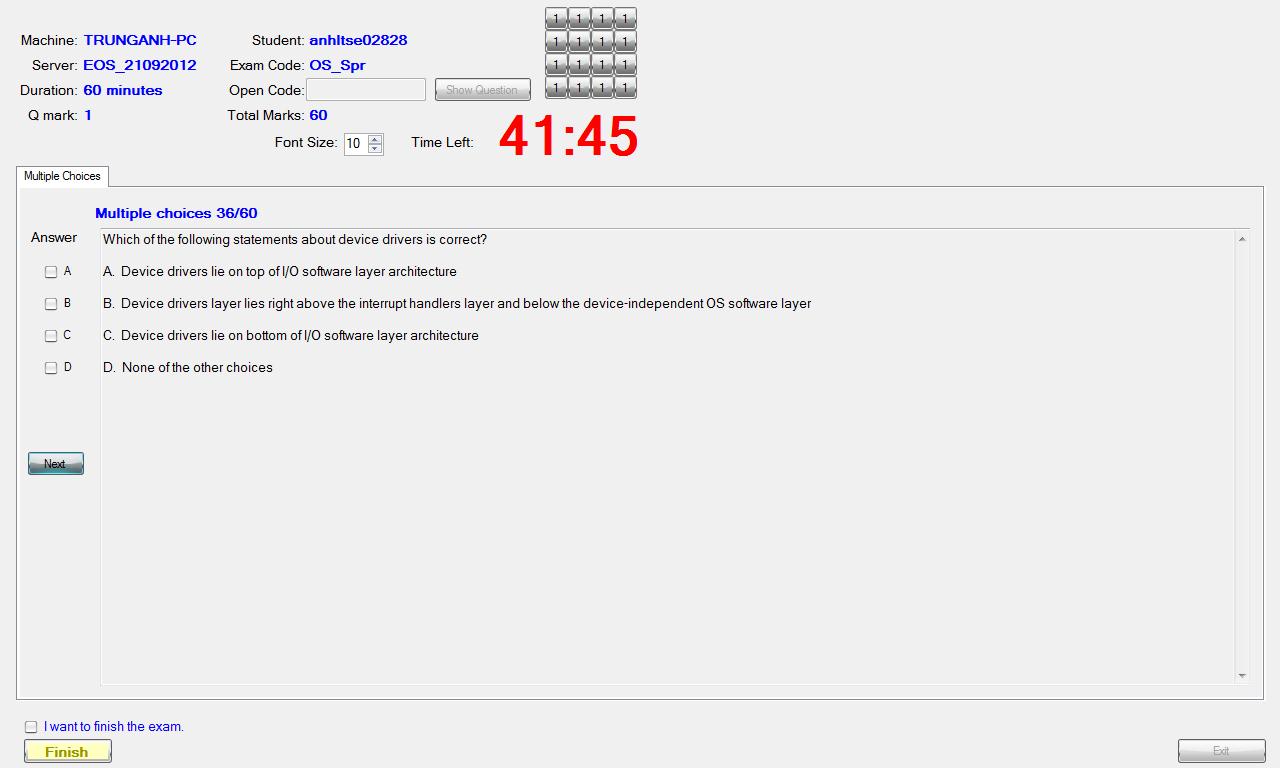 Machine: TRUNGANH-PC Student: anhltse02828
Server: EOS_21092012 Exam Code: OS_Spr
Duration: 60 minutes Open Code: Show Question
Q mark: 1 Total Marks: 60
1 1 1 1
1 1 1 1
1 1 1 1
1 1 1 1
Font Size: 10 Time Left: 41:45
Multiple Choices
Multiple choices 36/60
Answer
Which of the following statements about device drivers is correct?
A A. Device drivers lie on top of I/O software layer architecture
B B. Device drivers layer lies right above the interrupt handlers layer and below the device-independent OS software layer
C C. Device drivers lie on bottom of I/O software layer architecture
D D. None of the other choices
Next
I want to finish the exam.
Finish Exit